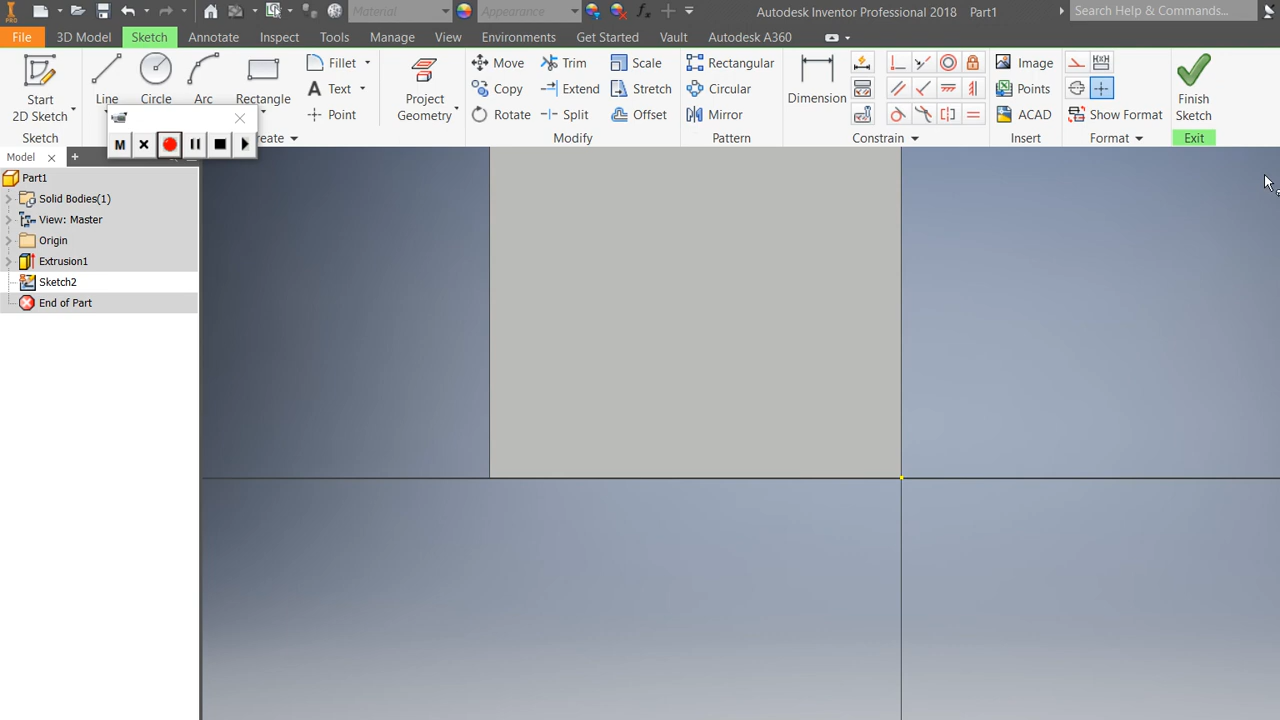 PRO
Material
Appearance
Autodesk Inventor Professional 2018 Part1
Search Help & Commands...
File 3D Model Sketch Annotate Inspect Tools Manage View Environments Get Started Vault Autodesk A360
Start 2D Sketch
Line Circle Arc Rectangle
Fillet
Text
Point
Project Geometry
Move Trim Scale
Copy Extend Stretch
Rotate Split Offset
Rectangular
Circular
Mirror
Dimension
Image
Points
ACAD
Show Format
Finish Sketch
Sketch Modify Pattern Constrain Insert Format Exit
M
Model
Part1
Solid Bodies(1)
View: Master
Origin
Extrusion1
Sketch2
End of Part